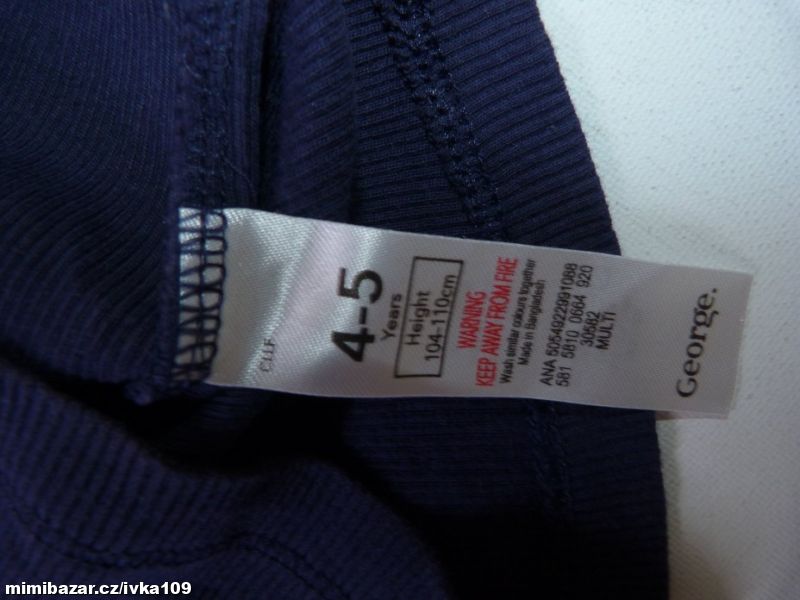 4-5
Years
Height
104-110cm
WARNING
KEEP AWAY FROM FIRE
Wash similar colours together
Made in Bangladesh
ANA 5054922991088
581 5810 0664 920
30582
MULTI
George.
mimibazar.cz/ivka109